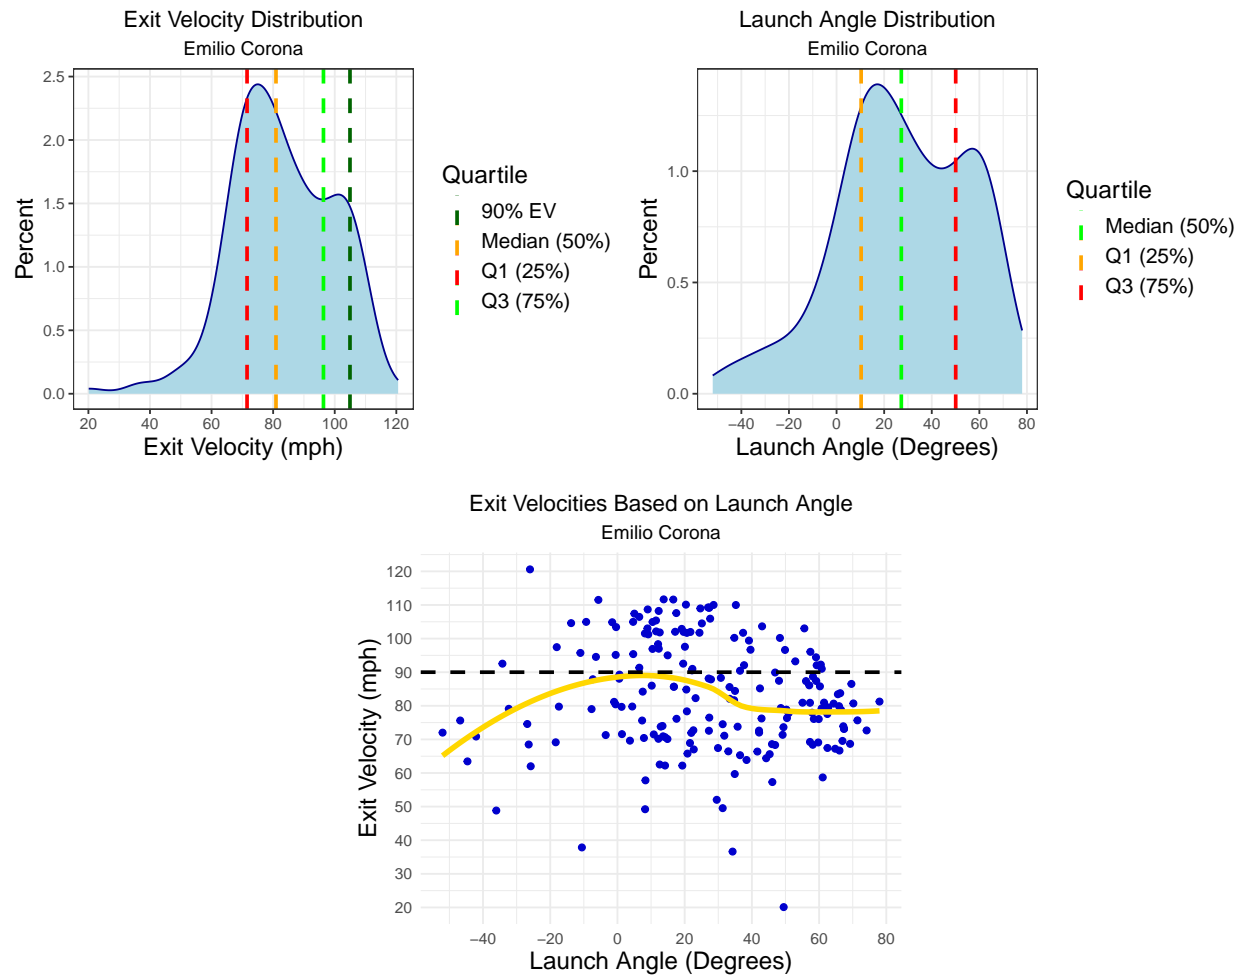 Exit Velocity Distribution
Emilio Corona
Percent
2.5
2.0
1.5
1.0
0.5
0.0
20 40 60 80 100 120
Exit Velocity (mph)
Quartile
90% EV
Median (50%)
Q1 (25%)
Q3 (75%)
Launch Angle Distribution
Emilio Corona
Percent
1.0
0.5
0.0
−40 −20 0 20 40 60 80
Launch Angle (Degrees)
Quartile
Median (50%)
Q1 (25%)
Q3 (75%)
Exit Velocities Based on Launch Angle
Emilio Corona
Exit Velocity (mph)
120
110
100
90
80
70
60
50
40
30
20
−40 −20 0 20 40 60 80
Launch Angle (Degrees)